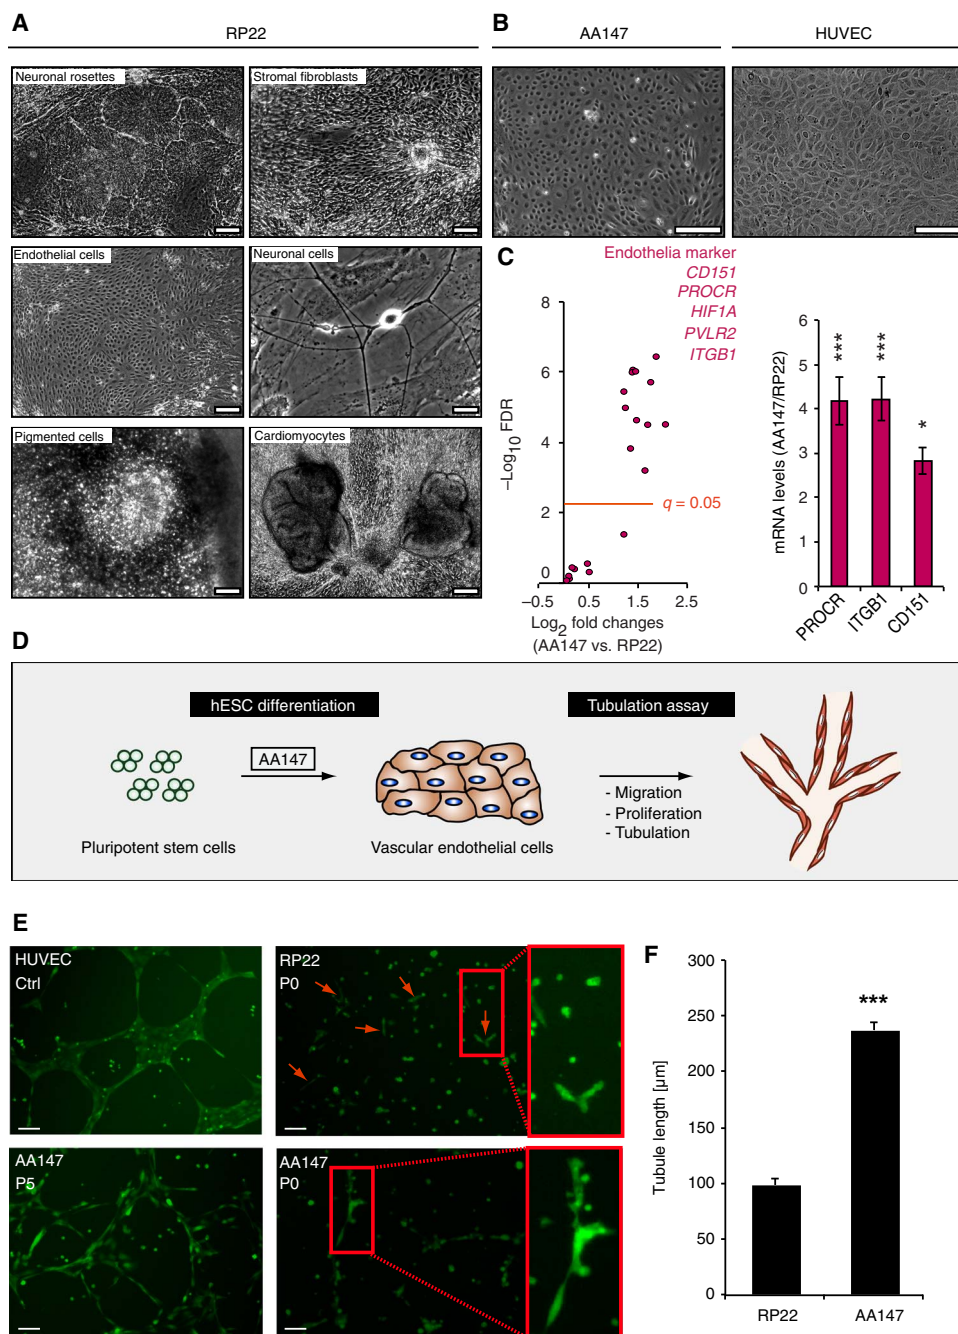 A
RP22
Neuronal rosettes
Stromal fibroblasts
Endothelial cells
Neuronal cells
Pigmented cells
Cardiomyocytes
B
AA147
HUVEC
C
Endothelia marker
CD151
PROCR
HIF1A
PVLR2
ITGB1
–Log10 FDR
8
6
4
2
0
q = 0.05
–0.5
0.5
1.5
2.5
Log2 fold changes
(AA147 vs. RP22)
mRNA levels (AA147/RP22)
6
5
4
3
2
1
0
***
***
*
PROCR
ITGB1
CD151
D
hESC differentiation
Tubulation assay
AA147
- Migration
- Proliferation
- Tubulation
Pluripotent stem cells
Vascular endothelial cells
E
HUVEC
Ctrl
RP22
P0
AA147
P5
AA147
P0
F
Tubule length [µm]
300
250
200
150
100
50
0
***
RP22
AA147